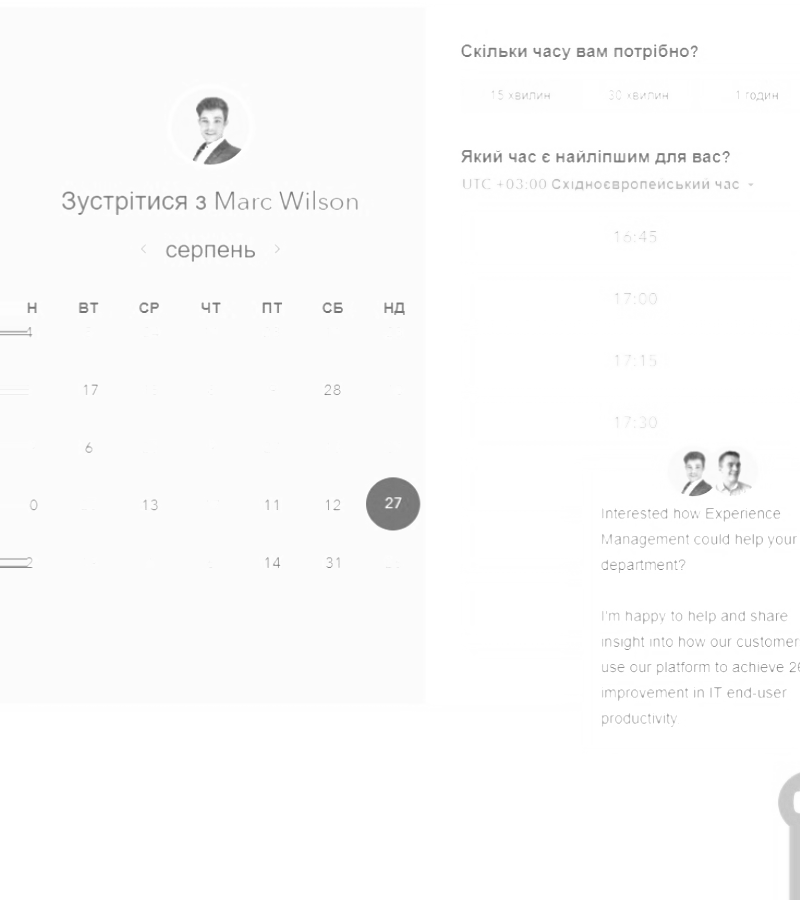 Зустрітися з Marc Wilson
серпень
Н ВТ СР ЧТ ПТ СБ НД
4
17 28
6
0 13 11 12 27
2 14 31
Скільки часу вам потрібно?
15 хвилин 30 хвилин 1 годин
Який час є найліпшим для вас?
UTC +03:00 Східноєвропейський час
16:45
17:00
17:15
17:30
Interested how Experience
Management could help your
department?
I'm happy to help and share
insight into how our customer
use our platform to achieve 26
improvement in IT end-user
productivity